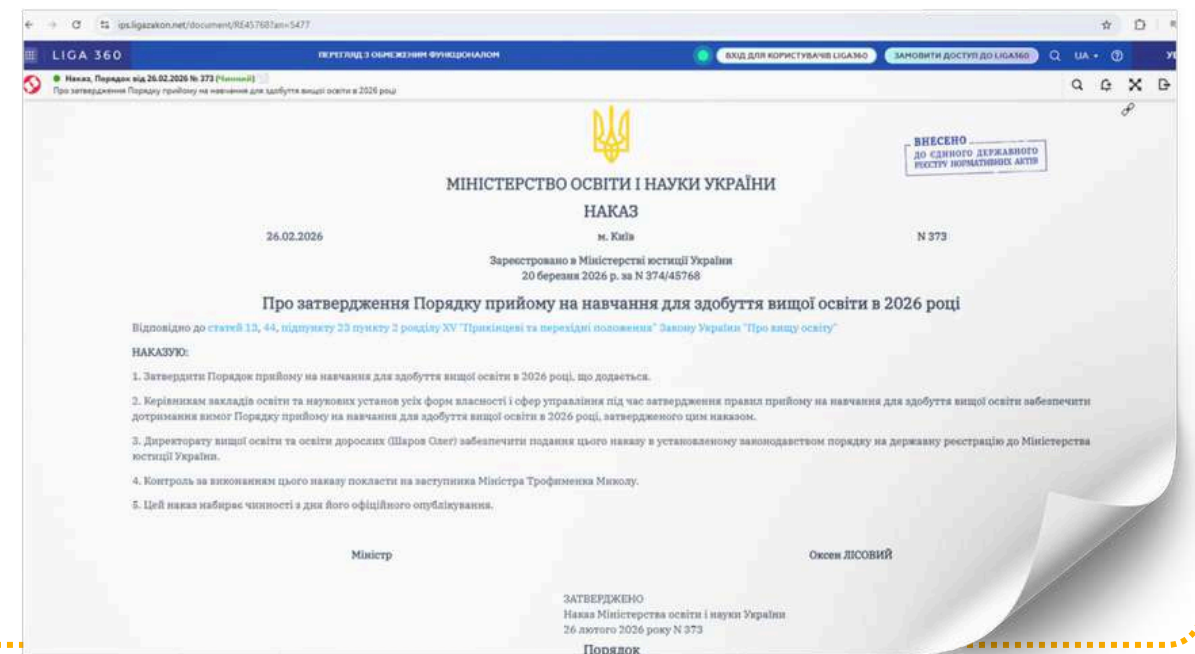 ips.ligazakon.net/document/RE45768?an=5477
LIGA 360 ПЕРЕГЛЯД З ОБМЕЖЕНИМ ФУНКЦІОНАЛОМ ВХІД ДЛЯ КОРИСТУВАЧІВ LIGA360 ЗАМОВИТИ ДОСТУП ДО LIGA360 UA
Наказ, Порядок від 26.02.2026 № 373 (Чинний)
Про затвердження Порядку прийому на навчання для здобуття вищої освіти в 2026 році
ВНЕСЕНО
ДО ЄДИНОГО ДЕРЖАВНОГО
РЕЄСТРУ НОРМАТИВНИХ АКТІВ
МІНІСТЕРСТВО ОСВІТИ І НАУКИ УКРАЇНИ
НАКАЗ
26.02.2026 м. Київ N 373
Зареєстровано в Міністерстві юстиції України
20 березня 2026 р. за N 374/45768
Про затвердження Порядку прийому на навчання для здобуття вищої освіти в 2026 році
Відповідно до статей 13, 44, підпункту 23 пункту 2 розділу XV "Прикінцеві та перехідні положення" Закону України "Про вищу освіту"
НАКАЗУЮ:
1. Затвердити Порядок прийому на навчання для здобуття вищої освіти в 2026 році, що додається.
2. Керівникам закладів освіти та наукових установ усіх форм власності і сфер управління під час затвердження правил прийому на навчання для здобуття вищої освіти забезпечити
дотримання вимог Порядку прийому на навчання для здобуття вищої освіти в 2026 році, затвердженого цим наказом.
3. Директорату вищої освіти та освіти дорослих (Шаров Олег) забезпечити подання цього наказу в установленому законодавством порядку на державну реєстрацію до Міністерства
юстиції України.
4. Контроль за виконанням цього наказу покласти на заступника Міністра Трофименка Миколу.
5. Цей наказ набирає чинності з дня його офіційного опублікування.
Міністр Оксен ЛІСОВИЙ
ЗАТВЕРДЖЕНО
Наказ Міністерства освіти і науки України
26 лютого 2026 року N 373
Порядок